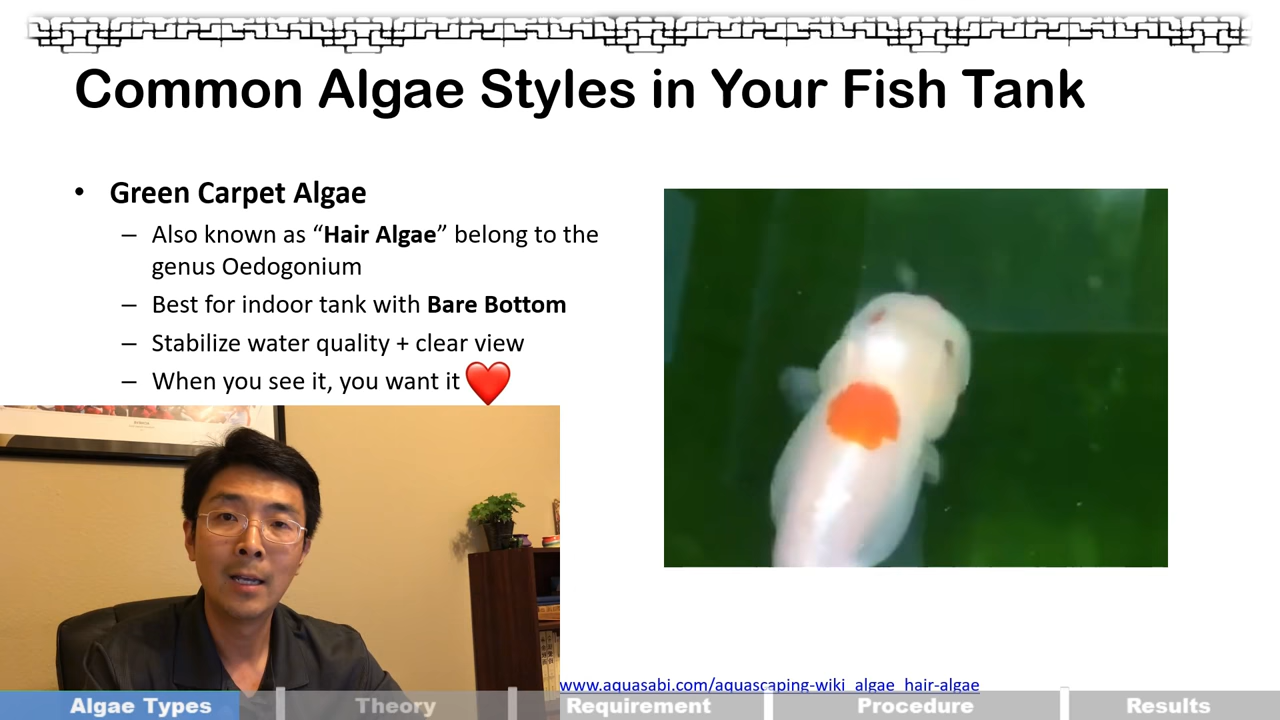 Common Algae Styles in Your Fish Tank
• Green Carpet Algae
– Also known as “Hair Algae” belong to the
genus Oedogonium
– Best for indoor tank with Bare Bottom
– Stabilize water quality + clear view
– When you see it, you want it ❤️
www.aquasabi.com/aquascaping-wiki_algae_hair-algae
Algae Types Theory Requirement Procedure Results